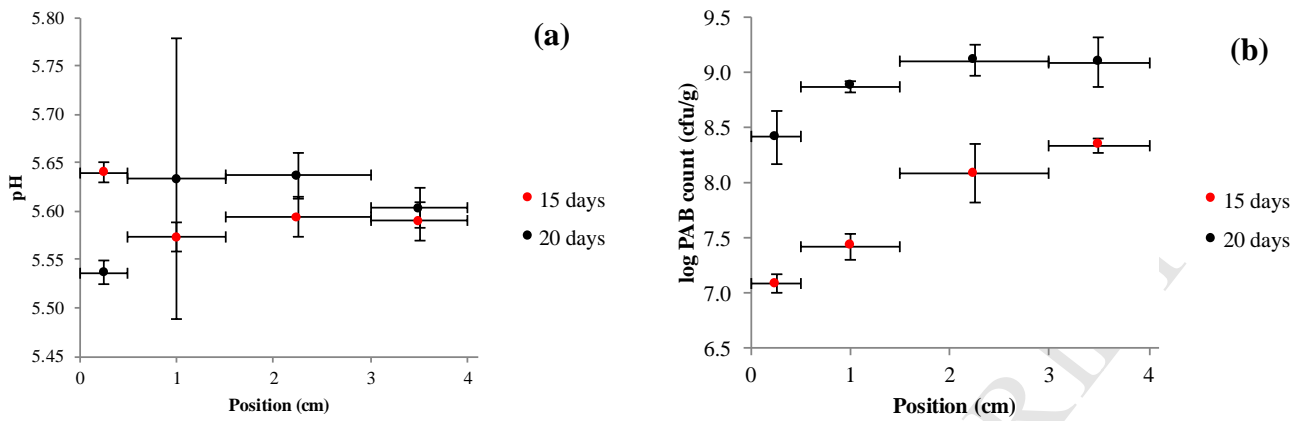 (a)
pH
5.80
5.75
5.70
5.65
5.60
5.55
5.50
5.45
0 1 2 3 4
Position (cm)
15 days
20 days
(b)
log PAB count (cfu/g)
9.5
9.0
8.5
8.0
7.5
7.0
6.5
0 1 2 3 4
Position (cm)
15 days
20 days